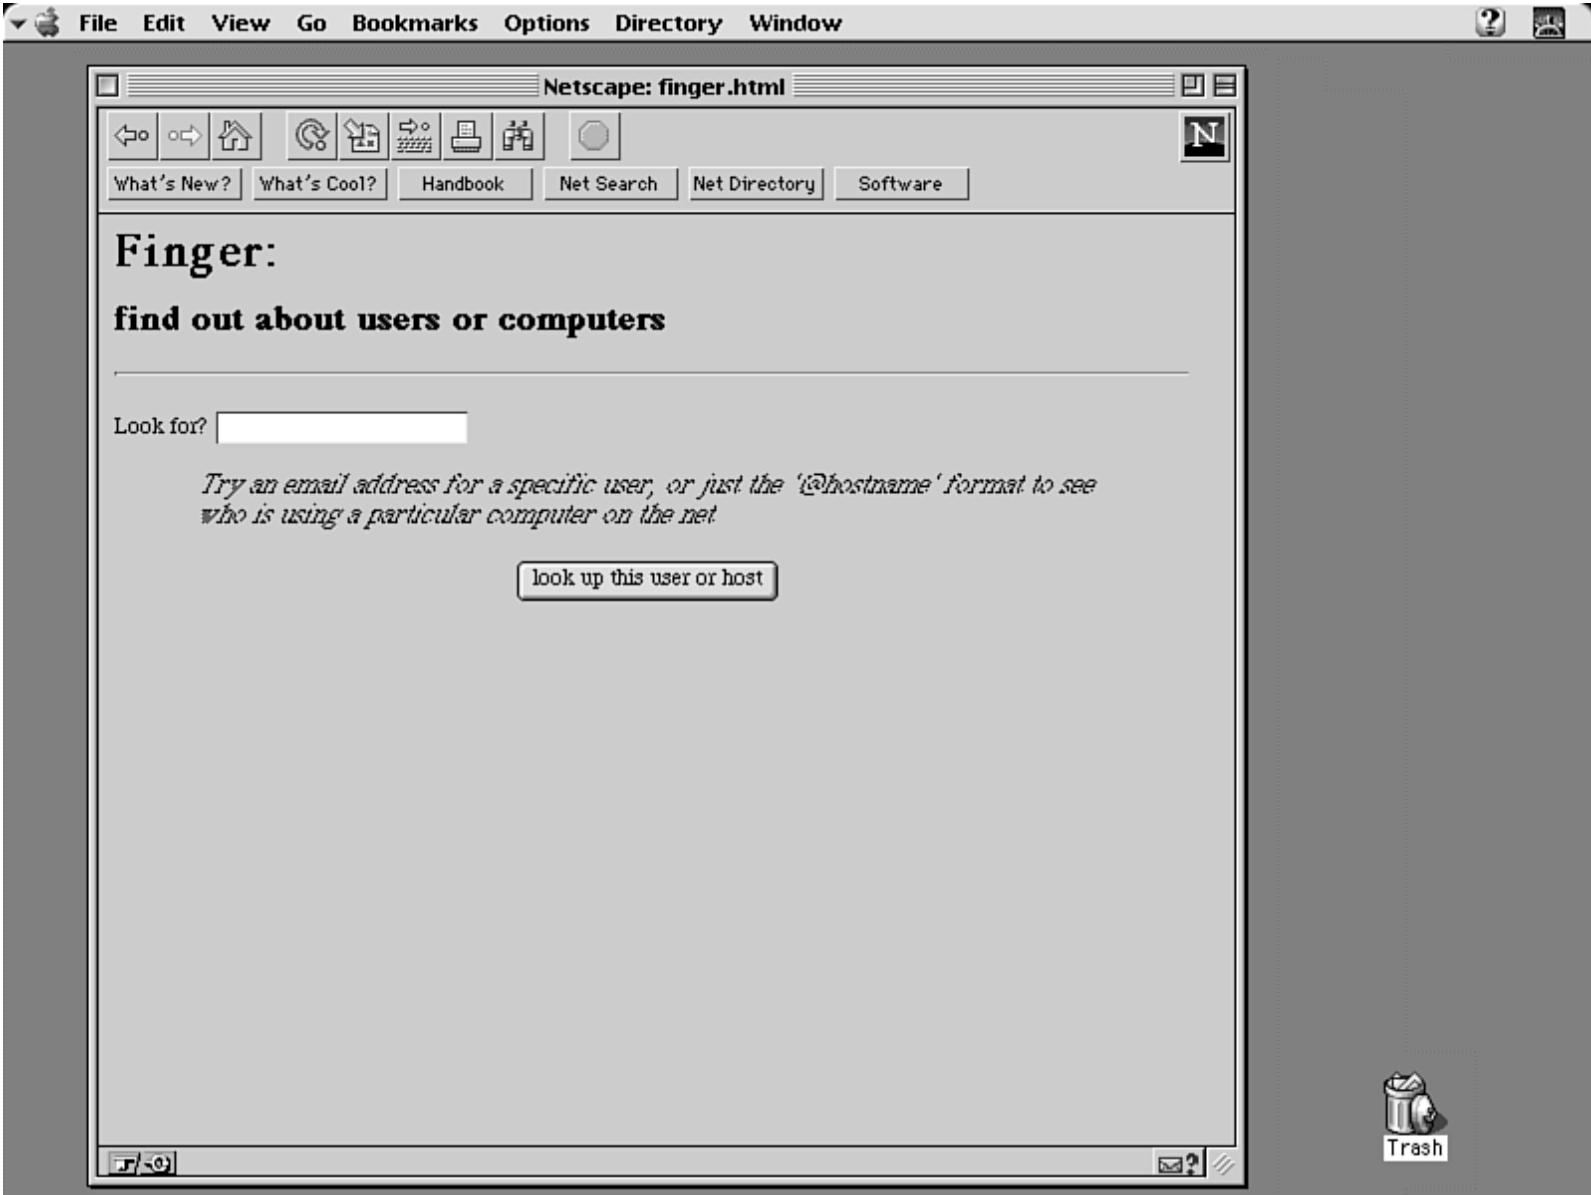 File Edit View Go Bookmarks Options Directory Window
Netscape: finger.html
N
What's New? What's Cool? Handbook Net Search Net Directory Software
Finger:
find out about users or computers
Look for?
Try an email address for a specific user, or just the '@hostname' format to see
who is using a particular computer on the net
look up this user or host
Trash